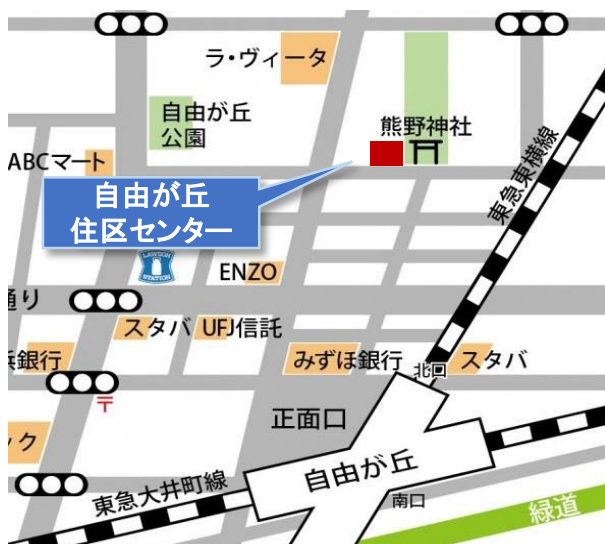 ラ・ヴィータ
自由が丘
公園
熊野神社
ABCマート
東急東横線
自由が丘
住区センター
LAWSON
STATION
ENZO
通り
スタバ
UFJ信託
浜銀行
みずほ銀行
北口
スタバ
〒
正面口
ック
自由が丘
東急大井町線
南口
緑道